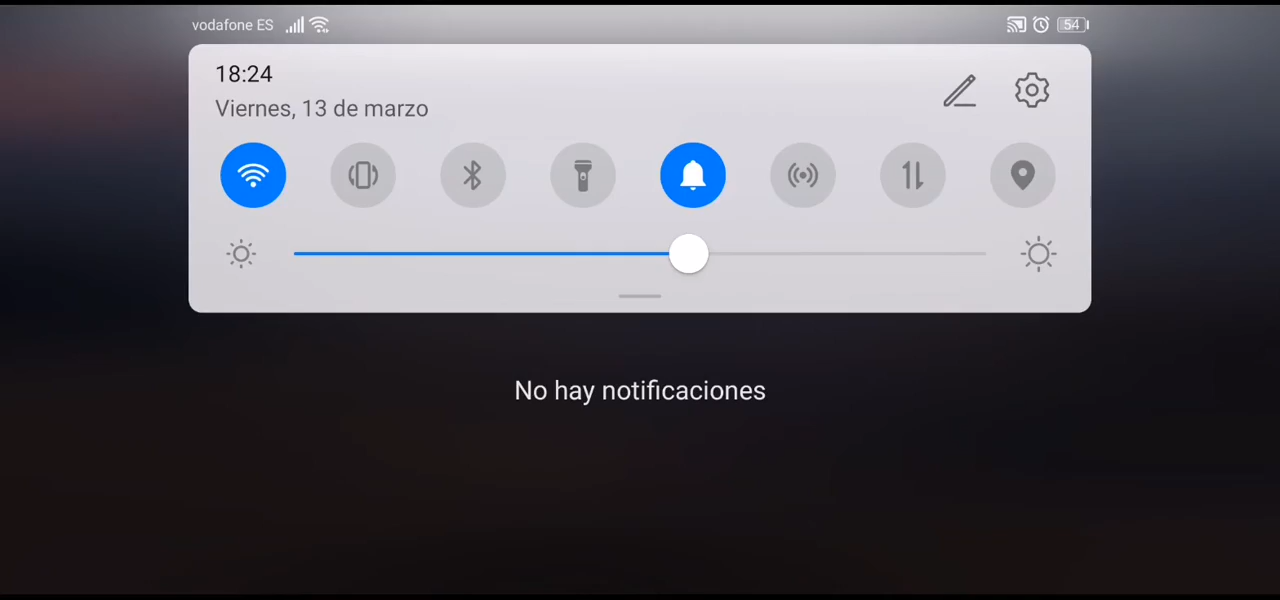 vodafone ES
54
18:24
Viernes, 13 de marzo
No hay notificaciones